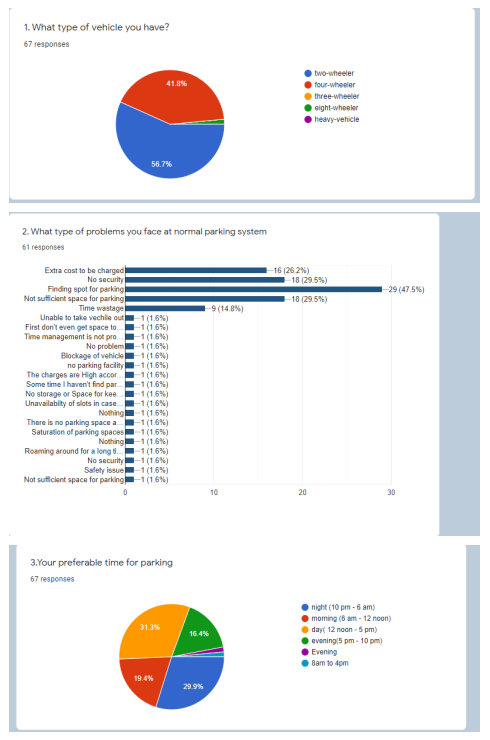 1. What type of vehicle you have?
67 responses
two-wheeler
four-wheeler
three-wheeler
eight-wheeler
heavy-vehicle
41.8%
56.7%
2. What type of problems you face at normal parking system
61 responses
Extra cost to be charged 16 (26.2%)
No security 18 (29.5%)
Finding spot for parking 29 (47.5%)
Not sufficient space for parking 18 (29.5%)
Time wastage 9 (14.8%)
Unable to take vechile out 1 (1.6%)
First don't even get space to... 1 (1.6%)
Time management is not pro... 1 (1.6%)
No problem 1 (1.6%)
Blockage of vehicle 1 (1.6%)
no parking facility 1 (1.6%)
The charges are High accor... 1 (1.6%)
Some time I haven't find par... 1 (1.6%)
No storage or Space for kee... 1 (1.6%)
Unavailabilty of slots in case... 1 (1.6%)
Nothing 1 (1.6%)
There is no parking space a... 1 (1.6%)
Saturation of parking spaces 1 (1.6%)
Nothing 1 (1.6%)
Roaming around for a long ti... 1 (1.6%)
No security 1 (1.6%)
Safety issue 1 (1.6%)
Not sufficient space for parking 1 (1.6%)
0 10 20 30
3.Your preferable time for parking
67 responses
night (10 pm - 6 am)
morning (6 am - 12 noon)
day( 12 noon - 5 pm)
evening(5 pm - 10 pm)
Evening
8am to 4pm
31.3%
16.4%
19.4%
29.9%